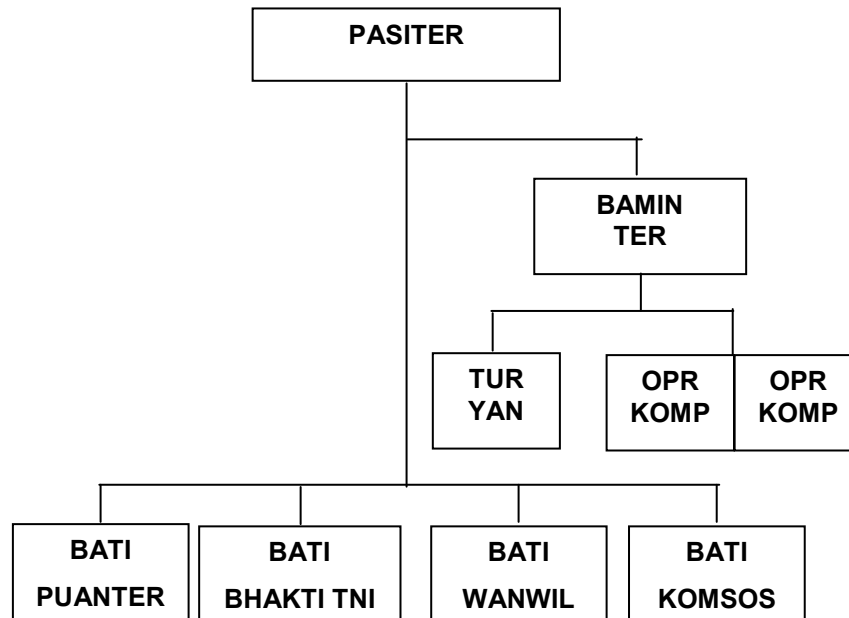 PASITER
BAMIN
TER
TUR
YAN
OPR
KOMP
OPR
KOMP
BATI
PUANTER
BATI
BHAKTI TNI
BATI
WANWIL
BATI
KOMSOS